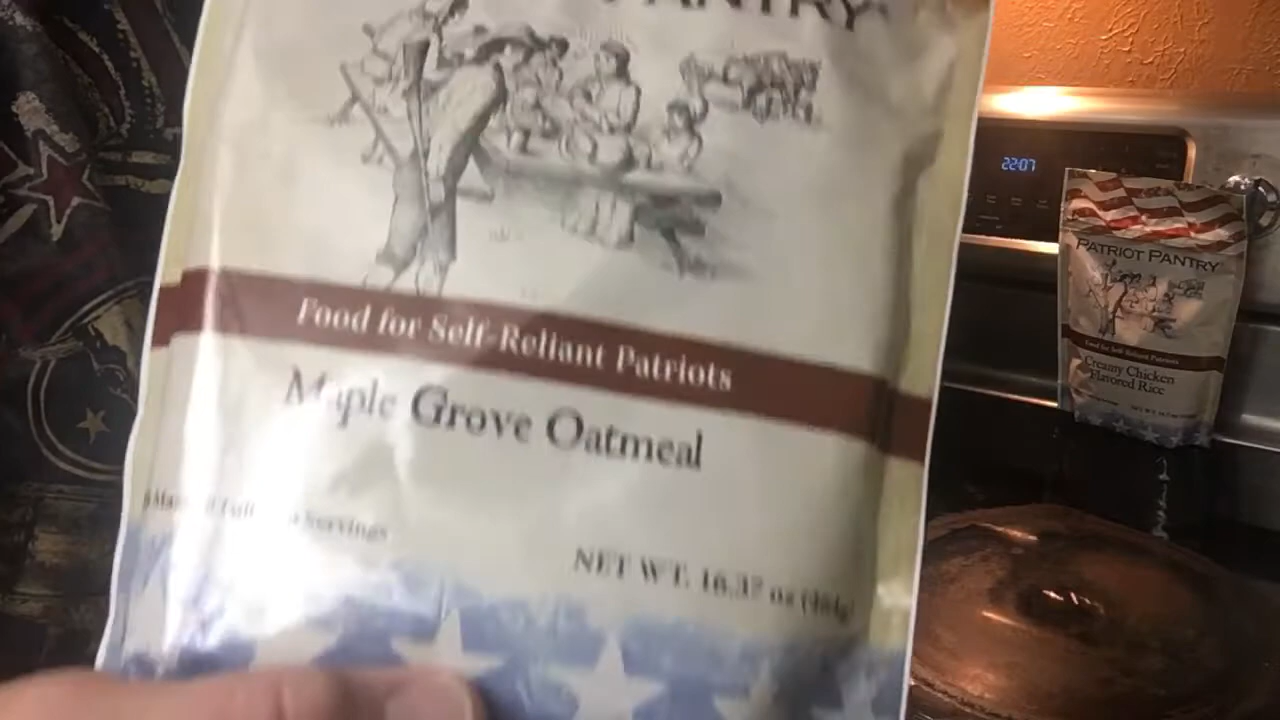 PANTRY
Food for Self-Reliant Patriots
Maple Grove Oatmeal
Servings
NET WT. 16.37 oz (464g)
22:07
PATRIOT PANTRY
Food for Self-Reliant Patriots
Creamy Chicken
Flavored Rice